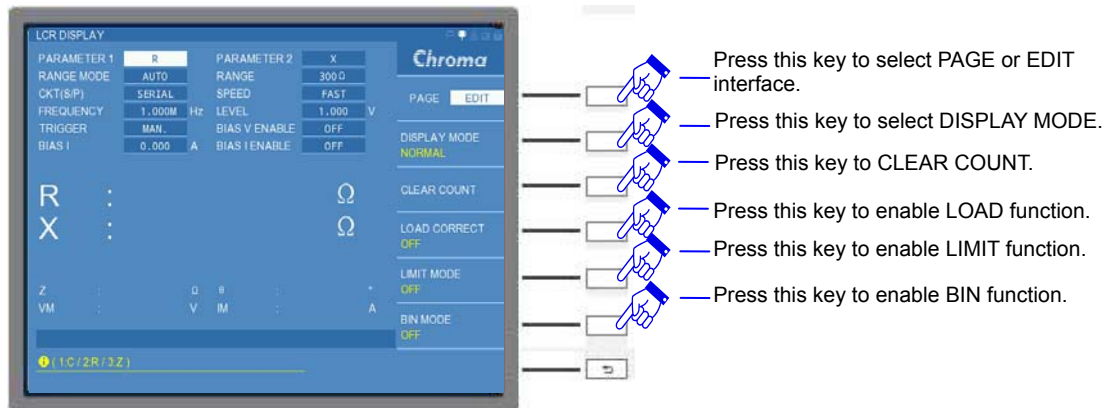 LCR DISPLAY
Chroma
PARAMETER 1 R PARAMETER 2 X
RANGE MODE AUTO RANGE 300 Ω
CKT(S/P) SERIAL SPEED FAST
FREQUENCY 1.000M Hz LEVEL 1.000 V
TRIGGER MAN. BIAS V ENABLE OFF
BIAS I 0.000 A BIAS I ENABLE OFF
R : Ω
X : Ω
Z : Ω θ : °
VM : V IM : A
( 1:C / 2:R / 3:Z )
PAGE EDIT
DISPLAY MODE
NORMAL
CLEAR COUNT
LOAD CORRECT
OFF
LIMIT MODE
OFF
BIN MODE
OFF
Press this key to select PAGE or EDIT
interface.
Press this key to select DISPLAY MODE.
Press this key to CLEAR COUNT.
Press this key to enable LOAD function.
Press this key to enable LIMIT function.
Press this key to enable BIN function.